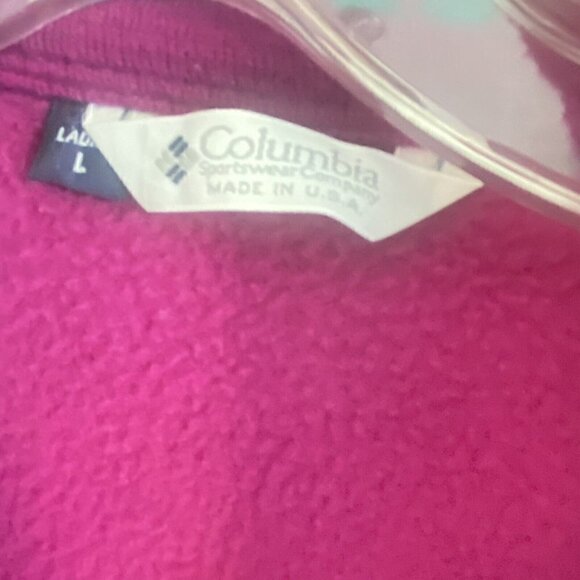 Columbia
Sportswear Company
MADE IN U.S.A.
L